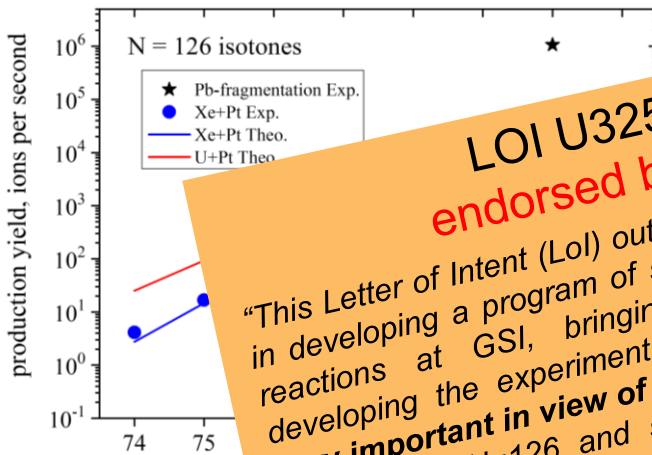 production yield, ions per second
10⁶
10⁵
10⁴
10³
10²
10¹
10⁰
10⁻¹
N = 126 isotones
Pb-fragmentation Exp.
Xe+Pt Exp.
Xe+Pt Theo.
U+Pt Theo
74
75
LOI U325
endorsed
“This Letter of Intent (LoI) out
in developing a program of
reactions at GSI, bringin
developing the experiment
important in view of
126 and